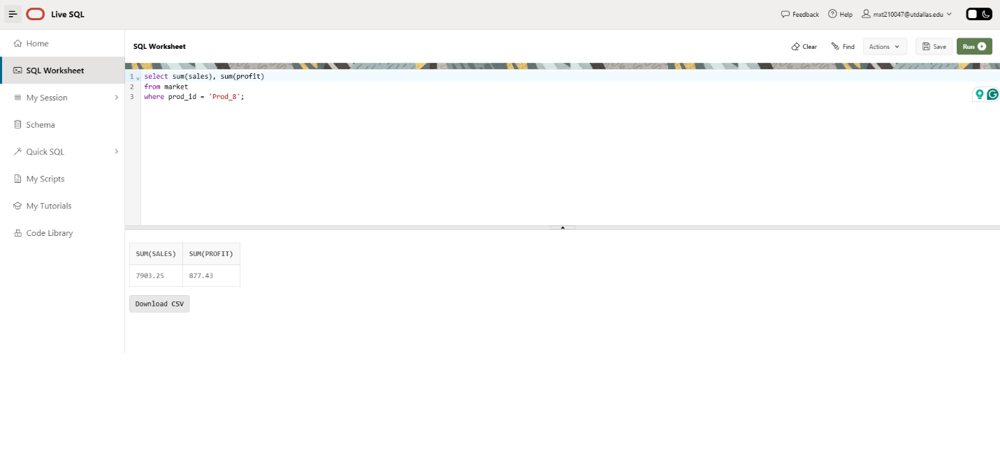 Live SQL
Feedback
Help
mxt210047@utdallas.edu
Home
SQL Worksheet
My Session
Schema
Quick SQL
My Scripts
My Tutorials
Code Library
SQL Worksheet
Clear
Find
Actions
Save
Run
1 select sum(sales), sum(profit)
2 from market
3 where prod_id = 'Prod_8';
SUM(SALES) SUM(PROFIT)
7903.25 877.43
Download CSV